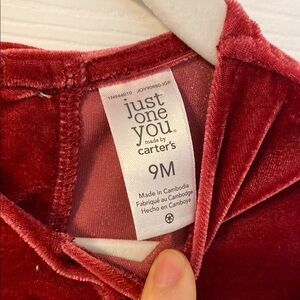 just
one
you®
made by
carter's
9M
Made in Cambodia
Fabriqué au Cambodge
Hecho en Camboya